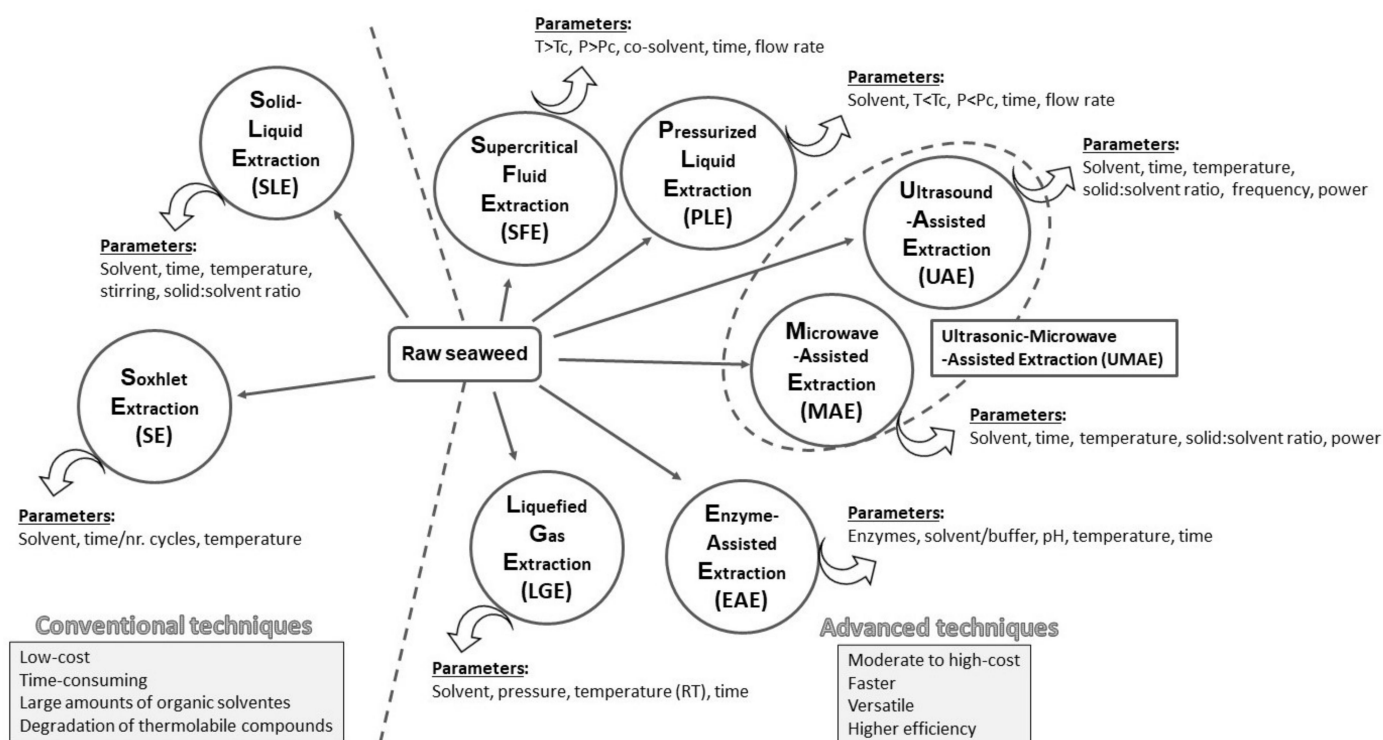 Parameters:
T>Tc, P>Pc, co-solvent, time, flow rate
Solid-
Liquid
Extraction
(SLE)
Parameters:
Solvent, time, temperature,
stirring, solid:solvent ratio
Supercritical
Fluid
Extraction
(SFE)
Pressurized
Liquid
Extraction
(PLE)
Parameters:
Solvent, T<Tc, P<Pc, time, flow rate
Ultrasound
-Assisted
Extraction
(UAE)
Parameters:
Solvent, time, temperature,
solid:solvent ratio, frequency, power
Raw seaweed
Microwave
-Assisted
Extraction
(MAE)
Ultrasonic-Microwave
-Assisted Extraction (UMAE)
Parameters:
Solvent, time, temperature, solid:solvent ratio, power
Soxhlet
Extraction
(SE)
Parameters:
Solvent, time/nr. cycles, temperature
Liquefied
Gas
Extraction
(LGE)
Parameters:
Solvent, pressure, temperature (RT), time
Enzyme-
Assisted
Extraction
(EAE)
Parameters:
Enzymes, solvent/buffer, pH, temperature, time
Conventional techniques
Low-cost
Time-consuming
Large amounts of organic solventes
Degradation of thermolabile compounds
Advanced techniques
Moderate to high-cost
Faster
Versatile
Higher efficiency